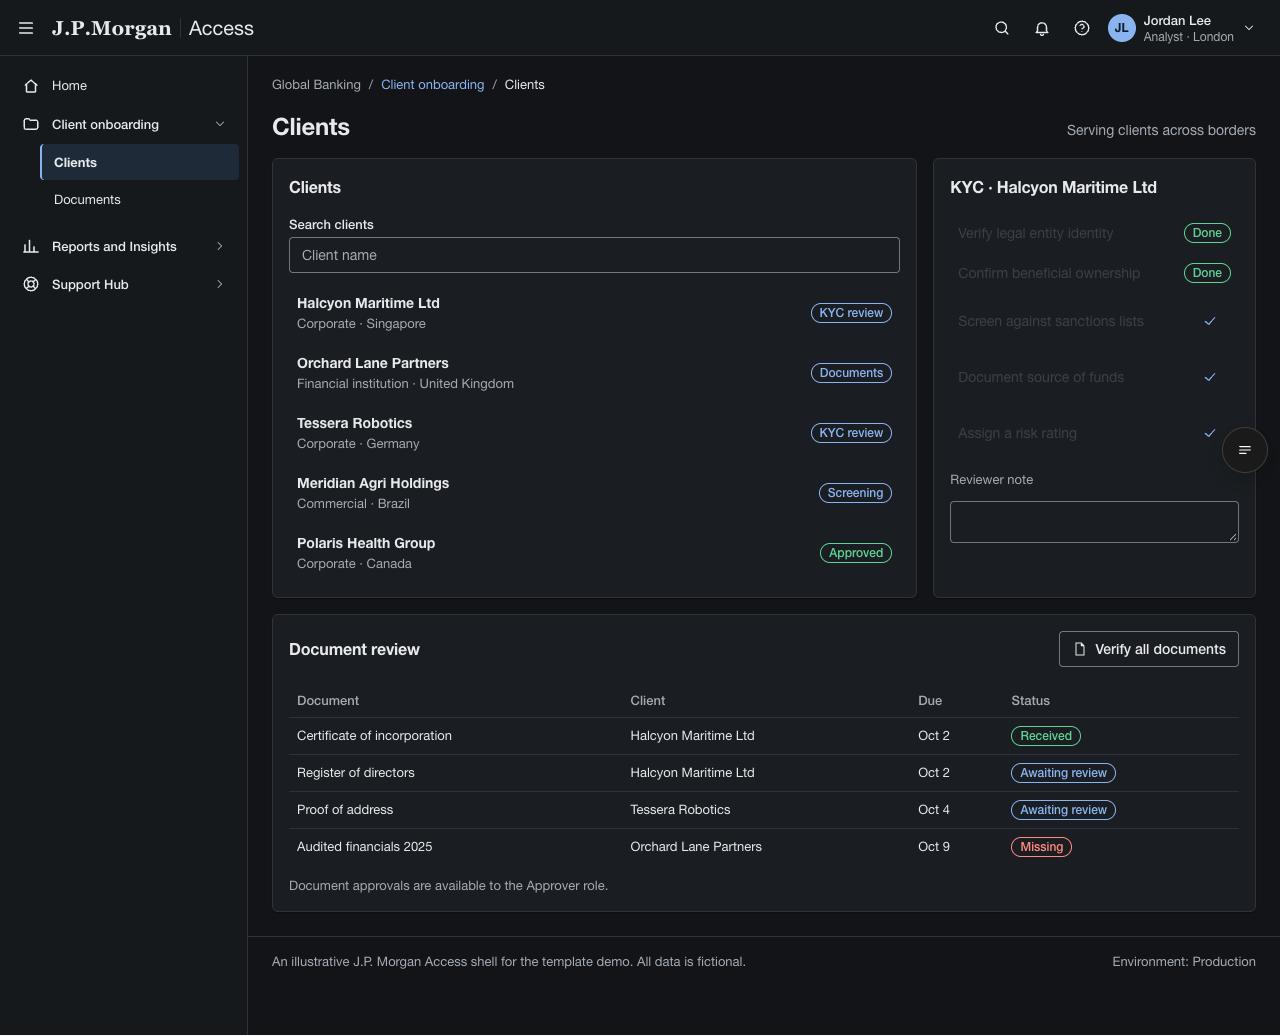 J.P.Morgan Access
JL
Jordan Lee
Analyst · London
Home
Client onboarding
Clients
Documents
Reports and Insights
Support Hub
Global Banking / Client onboarding / Clients
Clients
Serving clients across borders
Clients
Search clients
Client name
Halcyon Maritime Ltd
Corporate · Singapore
KYC review
Orchard Lane Partners
Financial institution · United Kingdom
Documents
Tessera Robotics
Corporate · Germany
KYC review
Meridian Agri Holdings
Commercial · Brazil
Screening
Polaris Health Group
Corporate · Canada
Approved
KYC · Halcyon Maritime Ltd
Verify legal entity identity Done
Confirm beneficial ownership Done
Screen against sanctions lists
Document source of funds
Assign a risk rating
Reviewer note
Document review
Verify all documents
Document Client Due Status
Certificate of incorporation Halcyon Maritime Ltd Oct 2 Received
Register of directors Halcyon Maritime Ltd Oct 2 Awaiting review
Proof of address Tessera Robotics Oct 4 Awaiting review
Audited financials 2025 Orchard Lane Partners Oct 9 Missing
Document approvals are available to the Approver role.
An illustrative J.P. Morgan Access shell for the template demo. All data is fictional.
Environment: Production